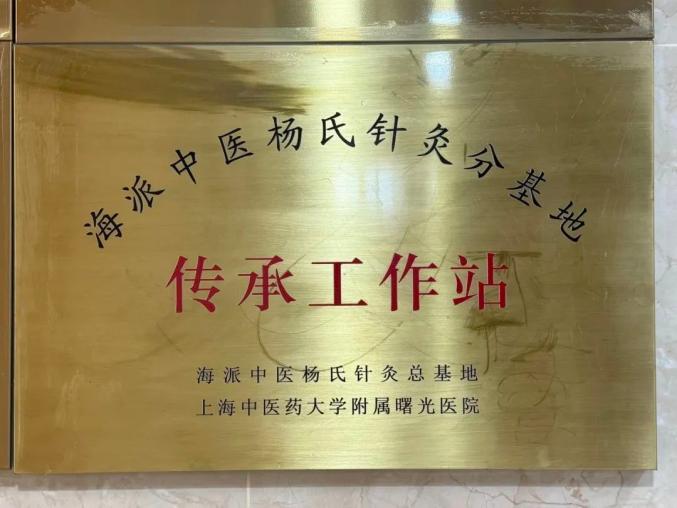 海派中医杨氏针灸分基地
传承工作站
海派中医杨氏针灸总基地
上海中医药大学附属曙光医院